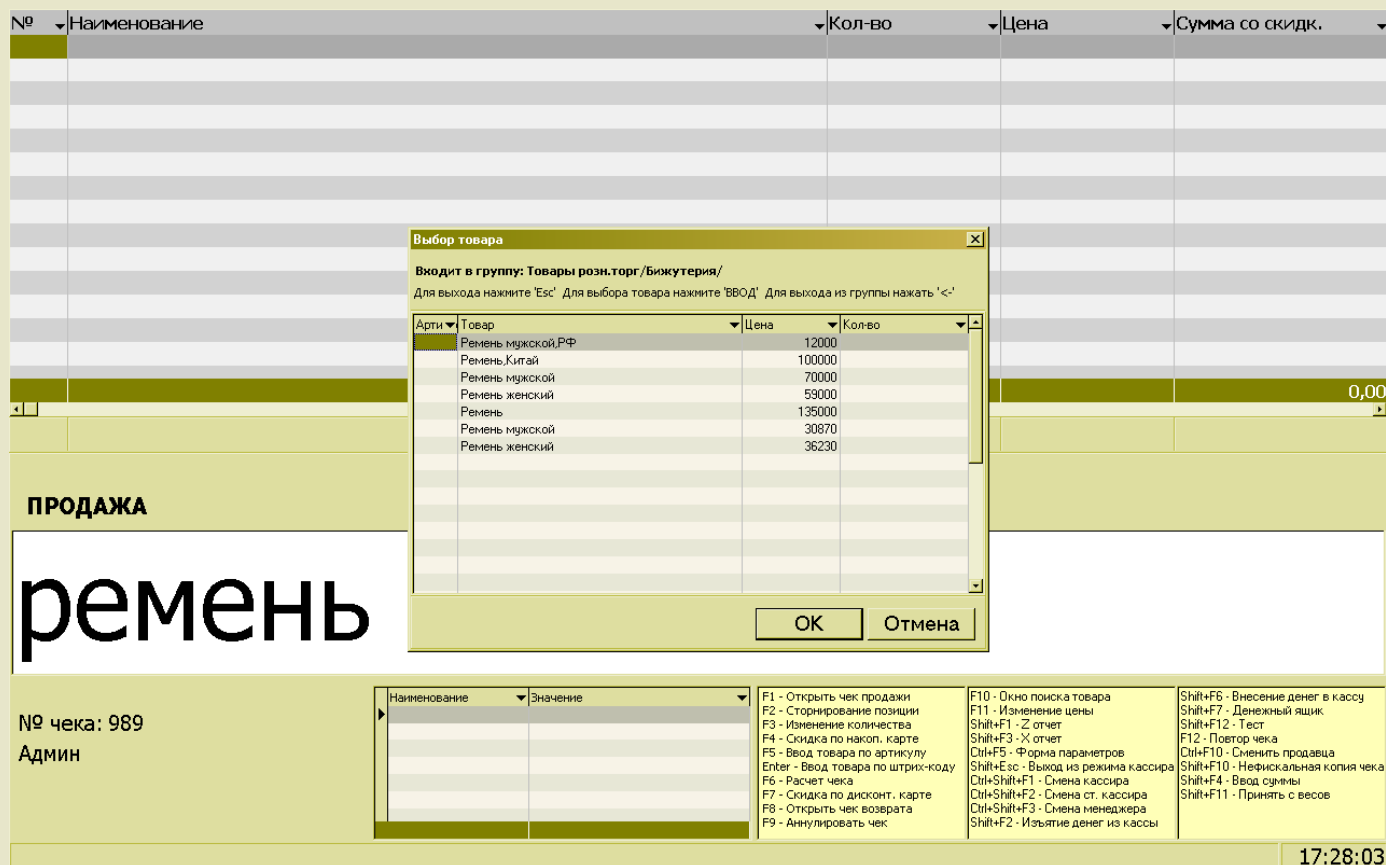 № Наименование Кол-во Цена Сумма со скидк.
Выбор товара
Входит в группу: Товары розн.торг/Бижутерия/
Для выхода нажмите 'Esc' Для выбора товара нажмите 'ВВОД' Для выхода из группы нажать '<-'
Арти Товар Цена Кол-во
Ремень мужской,РФ 12000
Ремень,Китай 100000
Ремень мужской 70000
Ремень женский 59000
Ремень 135000
Ремень мужской 30870
Ремень женский 36230
OK Отмена
0,00
ПРОДАЖА
ремень
№ чека: 989
Админ
Наименование Значение
F1 - Открыть чек продажи
F2 - Сторнирование позиции
F3 - Изменение количества
F4 - Скидка по накоп. карте
F5 - Ввод товара по артикулу
Enter - Ввод товара по штрих-коду
F6 - Расчет чека
F7 - Скидка по дисконт. карте
F8 - Открыть чек возврата
F9 - Аннулировать чек
F10 - Окно поиска товара
F11 - Изменение цены
Shift+F1 - Z отчет
Shift+F3 - X отчет
Ctrl+F5 - Форма параметров
Shift+Esc - Выход из режима кассира
Ctrl+Shift+F1 - Смена кассира
Ctrl+Shift+F2 - Смена ст. кассира
Ctrl+Shift+F3 - Смена менеджера
Shift+F2 - Изъятие денег из кассы
Shift+F6 - Внесение денег в кассу
Shift+F7 - Денежный ящик
Shift+F12 - Тест
F12 - Повтор чека
Ctrl+F10 - Сменить продавца
Shift+F10 - Нефискальная копия чека
Shift+F4 - Ввод суммы
Shift+F11 - Принять с весов
17:28:03